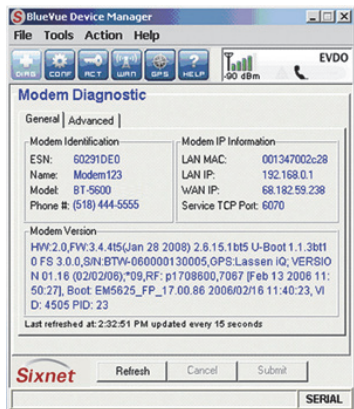 BlueVue Device Manager
File Tools Action Help
DIAG CONF ACT WAN GPS HELP
-90 dBm
EVDO
Modem Diagnostic
General Advanced
Modem Identification
ESN: 60291DE0
Name: Modem123
Model: BT-5600
Phone #: (518) 444-5555
Modem IP Information
LAN MAC: 001347002c28
LAN IP: 192.168.0.1
WAN IP: 68.182.59.238
Service TCP Port: 6070
Modem Version
HW:2.0,FW:3.4.4t5(Jan 28 2008) 2.6.15.1bt5 U-Boot 1.1.3bt1
0 FS 3.0.0,S/N:BTW-060000130005,GPS:Lassen iQ; VERSIO
N 01.16 (02/02/06);*09,RF: p1708600,7067 [Feb 13 2006 11:
50:27], Boot: EM5625_FP_17.00.86 2006/02/16 11:40:23, VI
D: 4505 PID: 23
Last refreshed at: 2:32:51 PM updated every 15 seconds
Sixnet
Refresh Cancel Submit
SERIAL